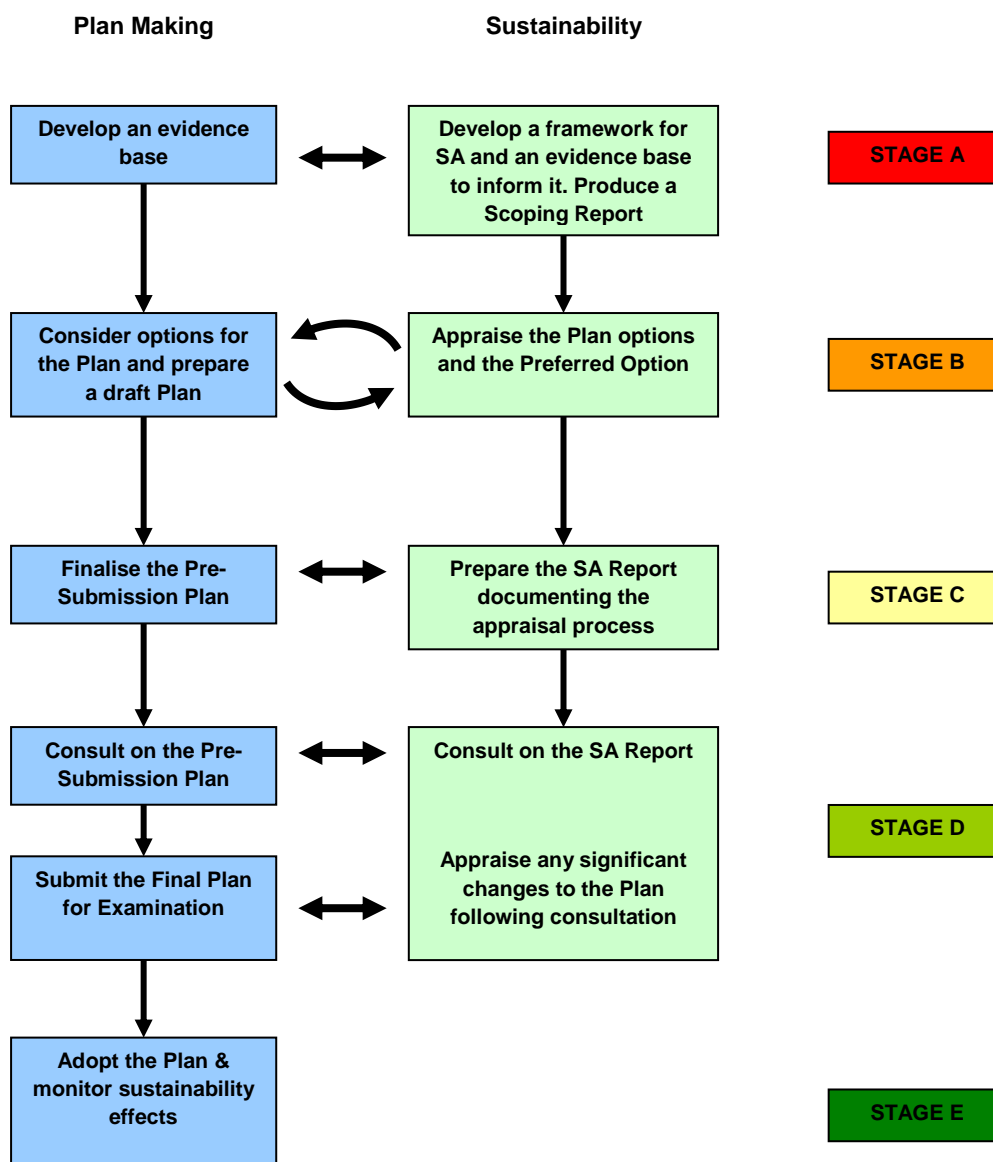 Plan Making
Sustainability
Develop an evidence
base
Develop a framework for
SA and an evidence base
to inform it. Produce a
Scoping Report
STAGE A
Consider options for
the Plan and prepare
a draft Plan
Appraise the Plan options
and the Preferred Option
STAGE B
Finalise the Pre-
Submission Plan
Prepare the SA Report
documenting the
appraisal process
STAGE C
Consult on the Pre-
Submission Plan
Consult on the SA Report
STAGE D
Submit the Final Plan
for Examination
Appraise any significant
changes to the Plan
following consultation
Adopt the Plan &
monitor sustainability
effects
STAGE E